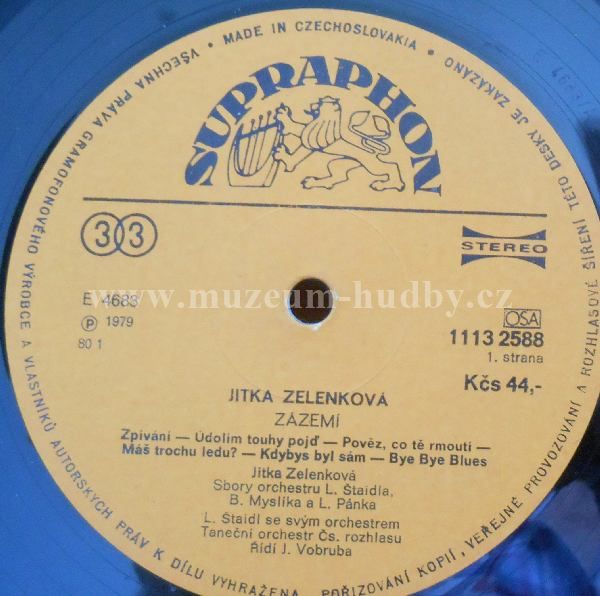 VŠECHNA PRÁVA GRAMOFONOVÉHO VÝROBCE A VLASTNÍKŮ AUTORSKÝCH PRÁV K DÍLU VYHRAŽENA. POŘIZOVÁNÍ KOPIÍ, VEŘEJNÉ PROVOZOVÁNÍ A ROZHLASOVÉ ŠÍŘENÍ TÉTO DESKY JE ZAKÁZÁNO
• MADE IN CZECHOSLOVAKIA •
SUPRAPHON
33
STEREO
E 4683
www.muzeum-hudby.cz
℗ 1979
OSA
80 1
1113 2588
1. strana
Kčs 44,-
JITKA ZELENKOVÁ
ZÁZEMÍ
Zpívání — Údolím touhy pojď — Pověz, co tě rmoutí —
Máš trochu ledu? — Kdybys byl sám — Bye Bye Blues
Jitka Zelenková
Sbory orchestru L. Štaidla,
B. Myslíka a L. Pánka
L. Štaidl se svým orchestrem
Taneční orchestr Čs. rozhlasu
Řídí J. Vobruba